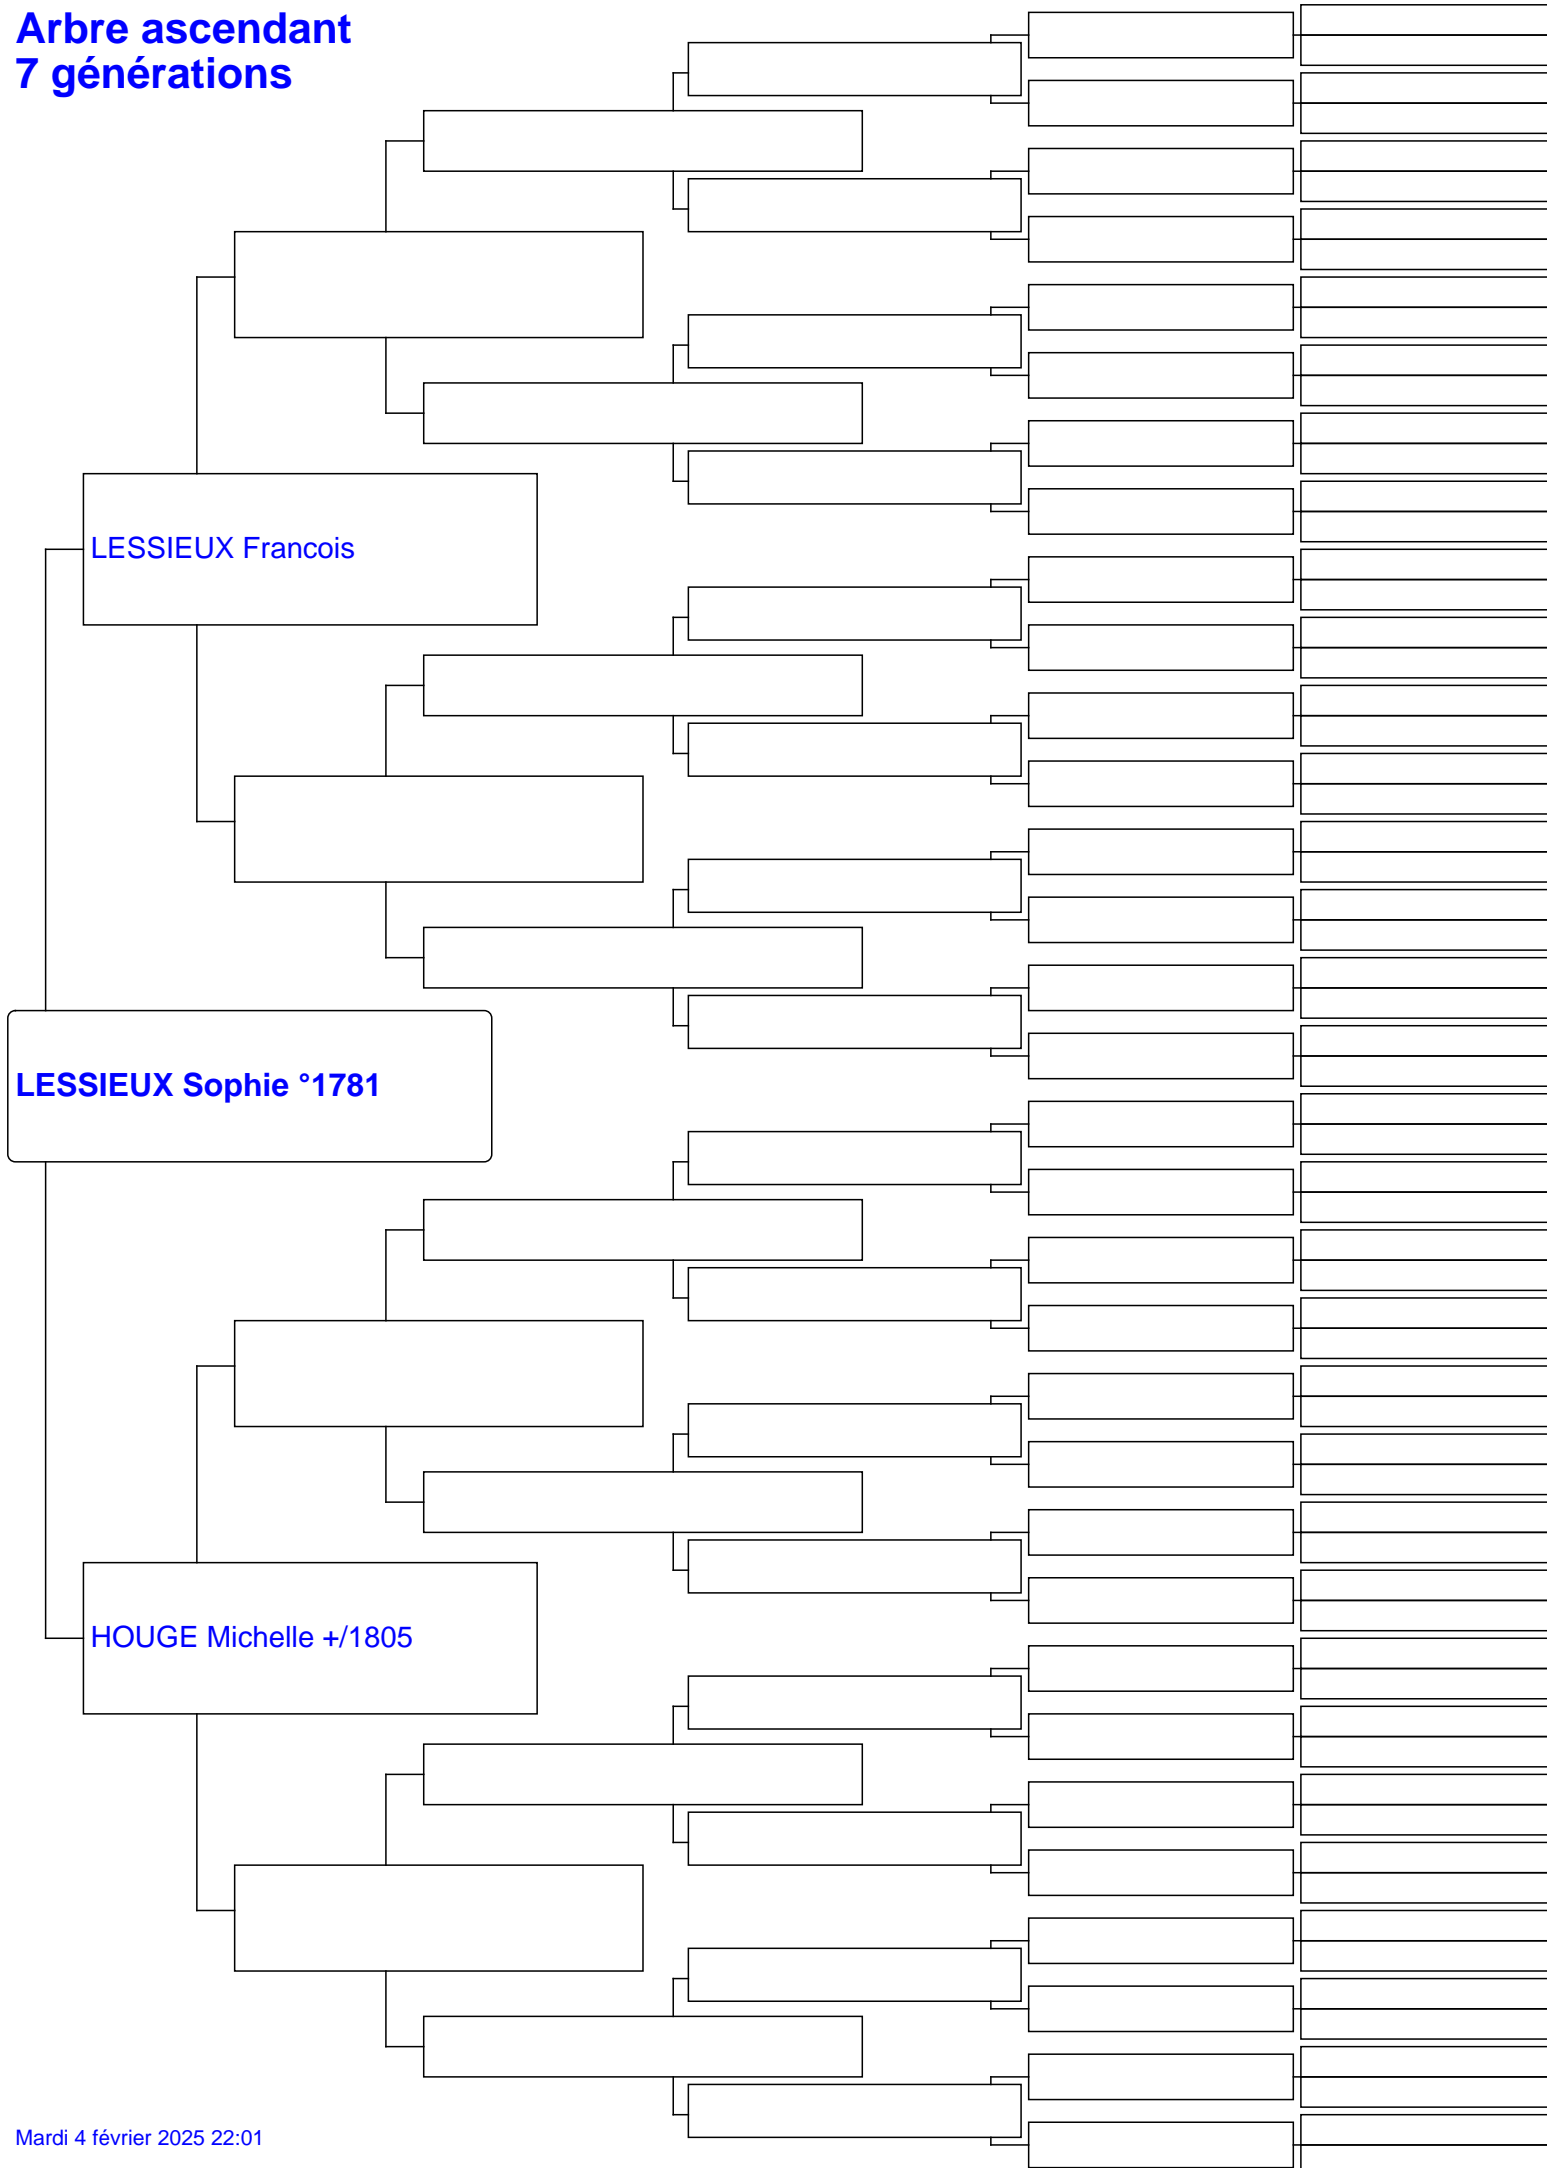 Arbre ascendant
7 générations
LESSIEUX Francois
LESSIEUX Sophie °1781
HOUGE Michelle +/1805
Mardi 4 février 2025 22:01